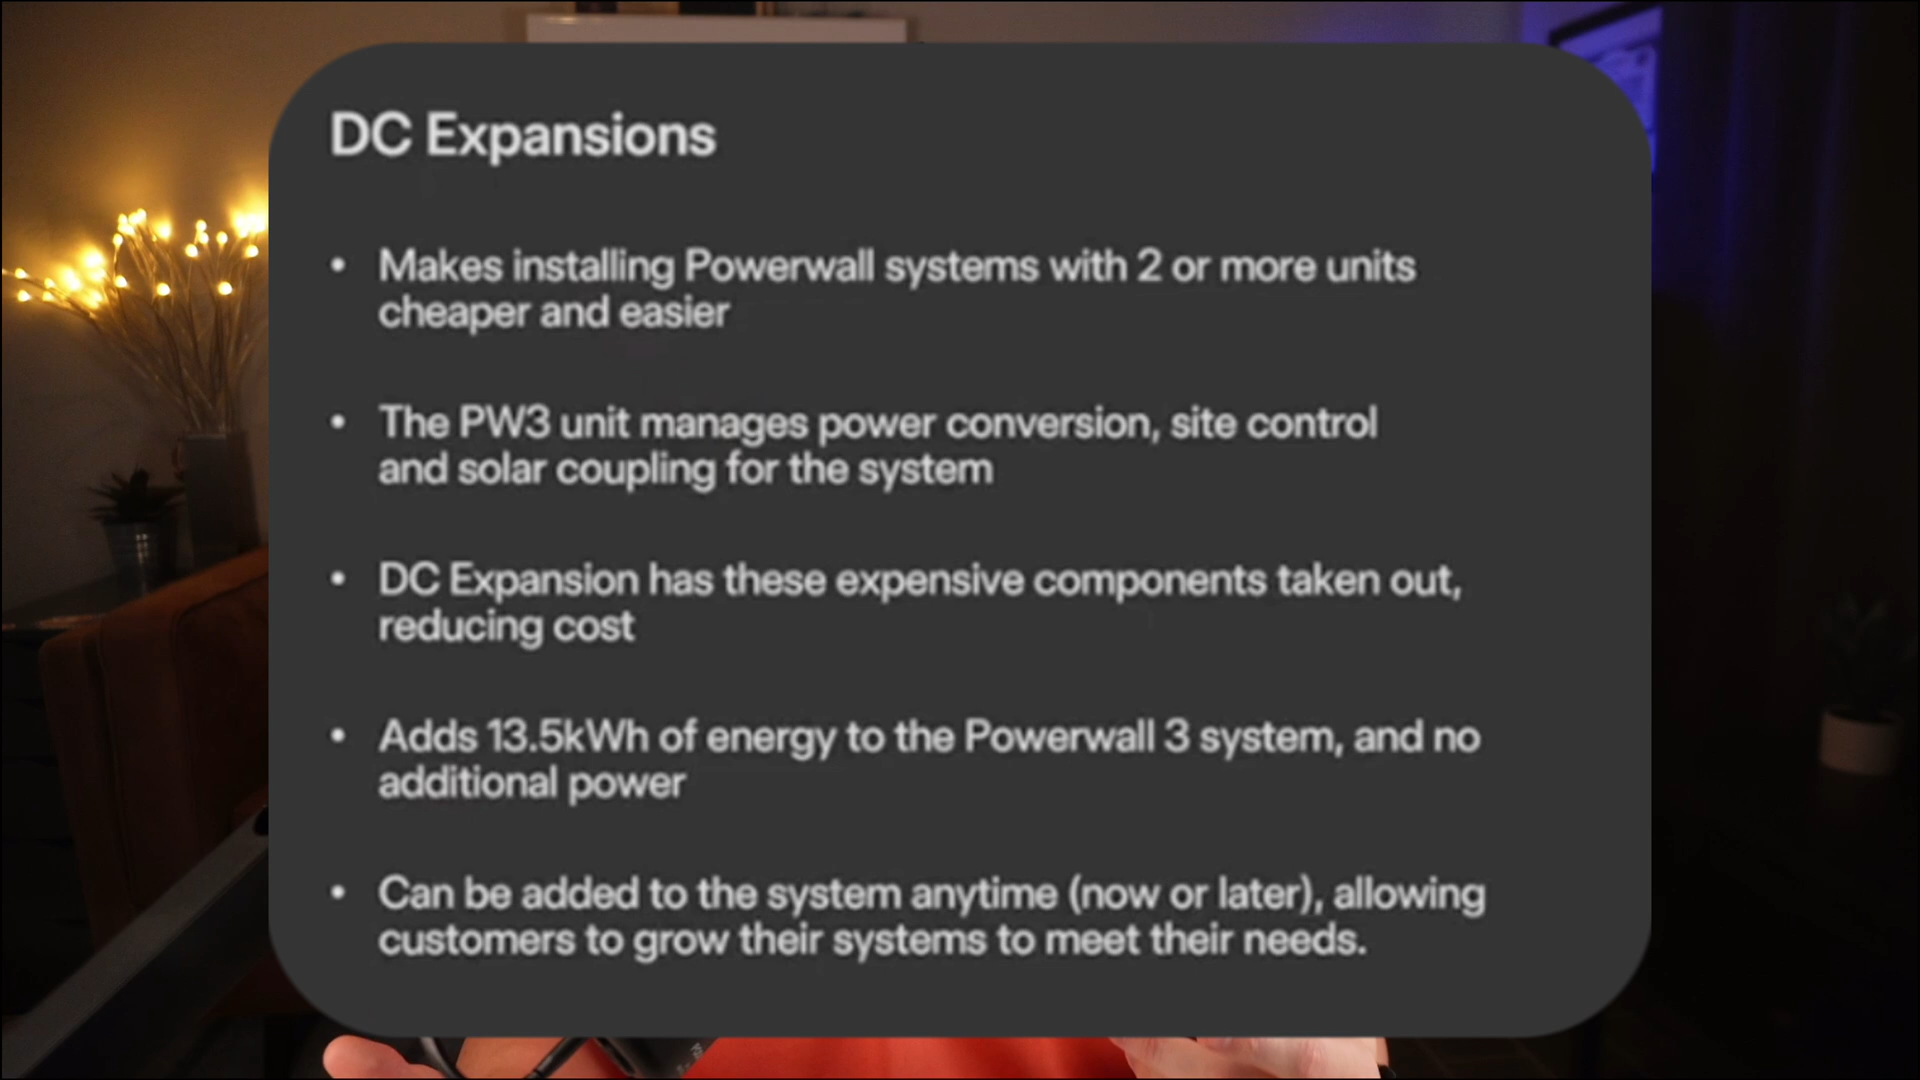 DC Expansions
• Makes installing Powerwall systems with 2 or more units
cheaper and easier
• The PW3 unit manages power conversion, site control
and solar coupling for the system
• DC Expansion has these expensive components taken out,
reducing cost
• Adds 13.5kWh of energy to the Powerwall 3 system, and no
additional power
• Can be added to the system anytime (now or later), allowing
customers to grow their systems to meet their needs.